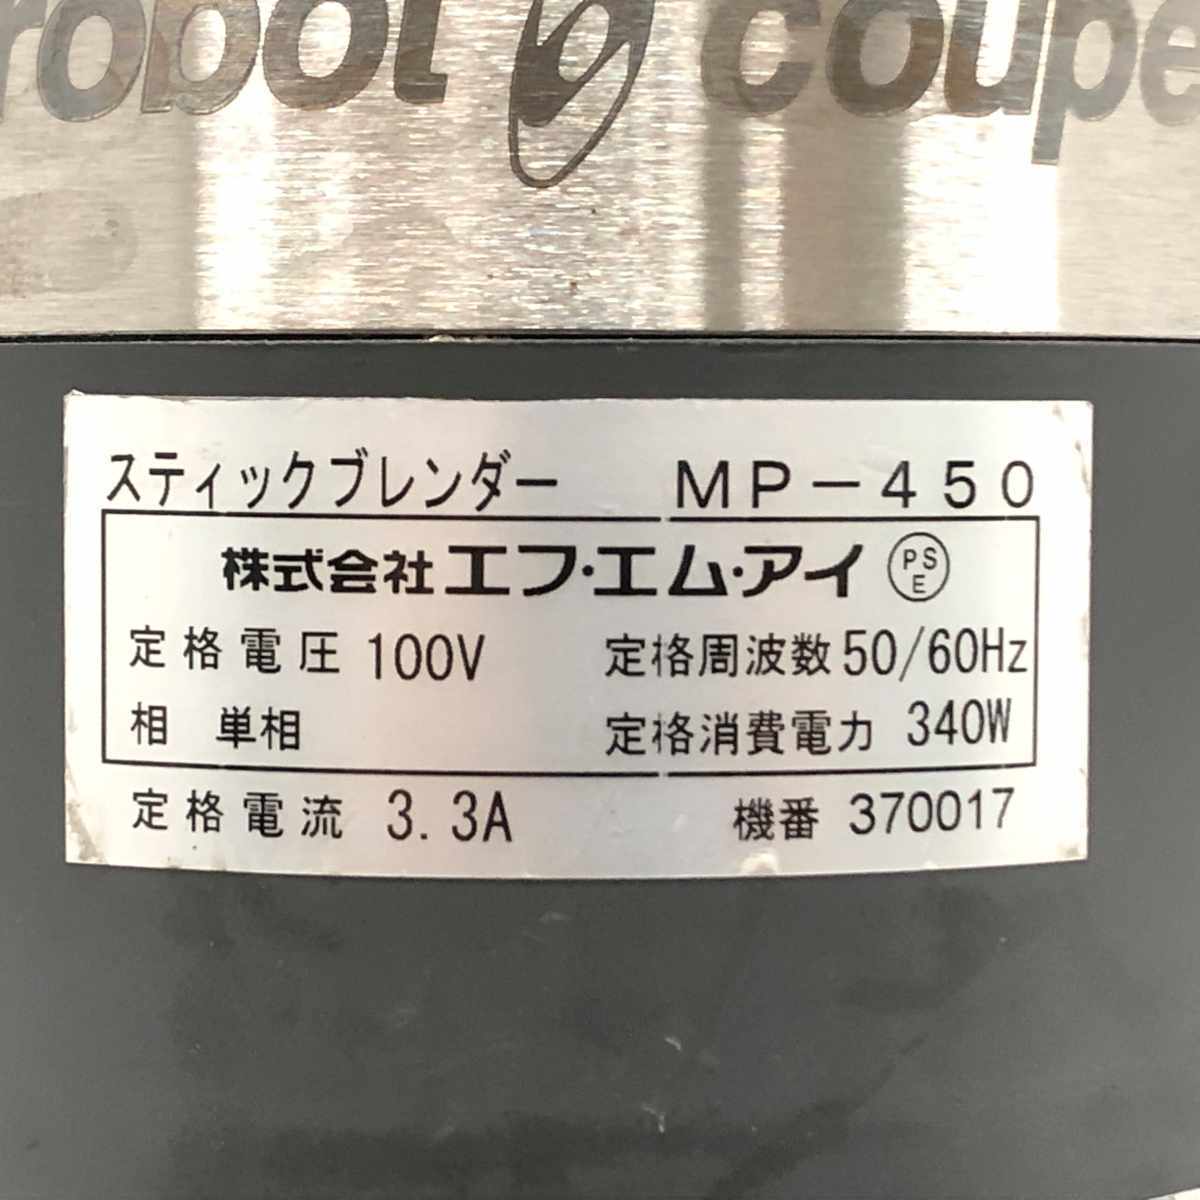 robot coupe
スティックブレンダー MP-450
株式会社エフ・エム・アイ PSE
定格電圧 100V 定格周波数 50/60Hz
相 単相 定格消費電力 340W
定格電流 3.3A 機番 370017